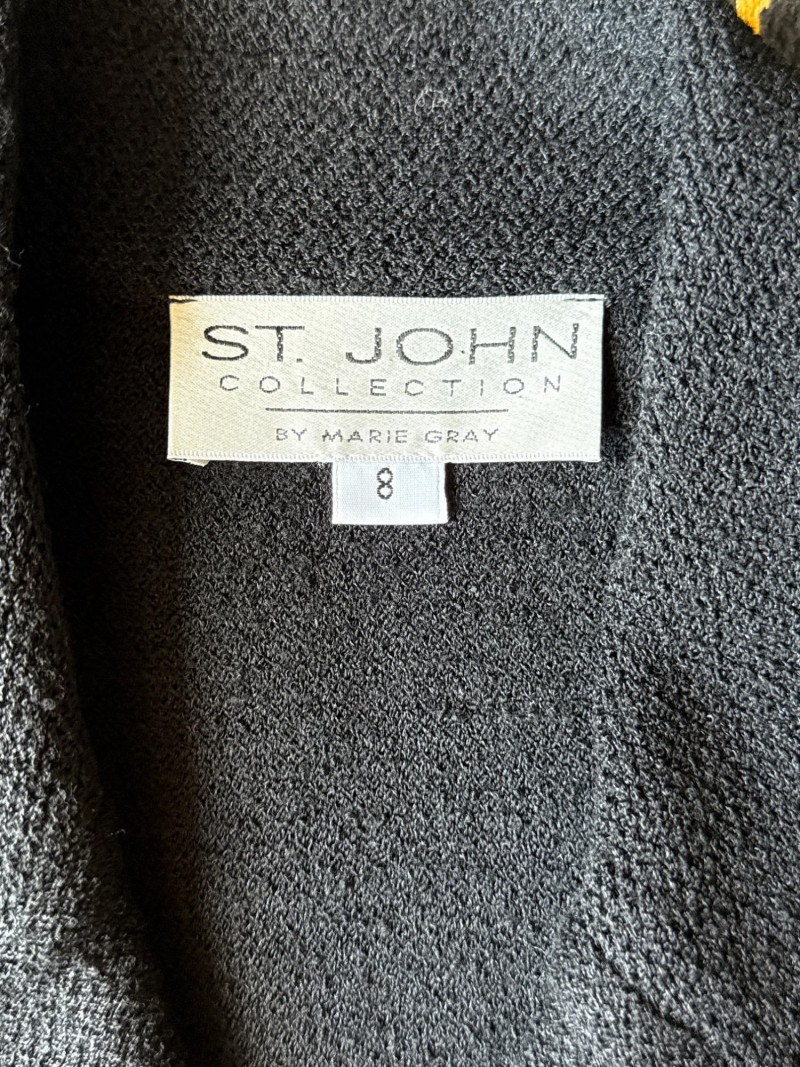 ST. JOHN
COLLECTION
BY MARIE GRAY
8